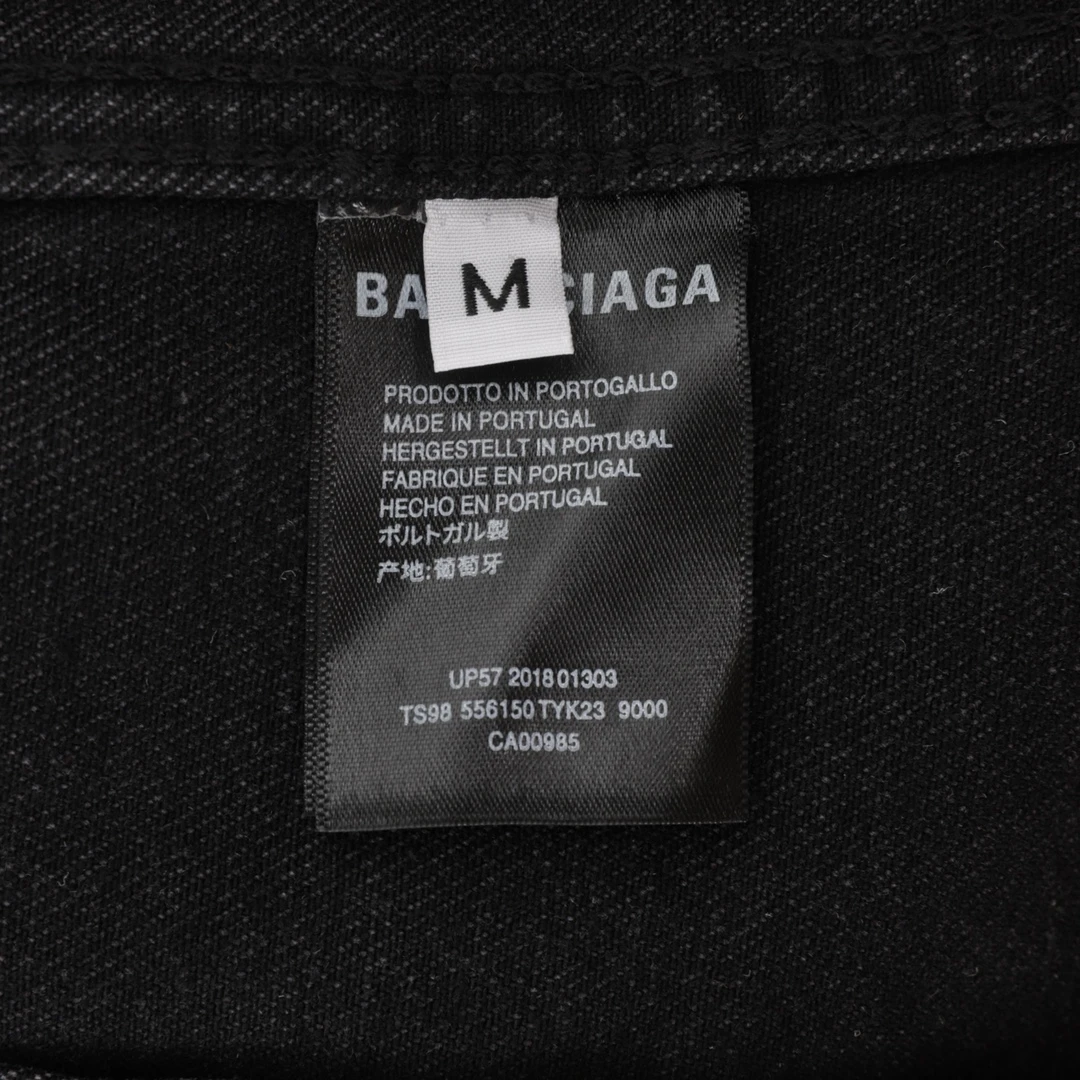 M
BA CIAGA
PRODOTTO IN PORTOGALLO
MADE IN PORTUGAL
HERGESTELLT IN PORTUGAL
FABRIQUE EN PORTUGAL
HECHO EN PORTUGAL
ポルトガル製
产地:葡萄牙
UP57 2018 01303
TS98 556150 TYK23 9000
CA00985